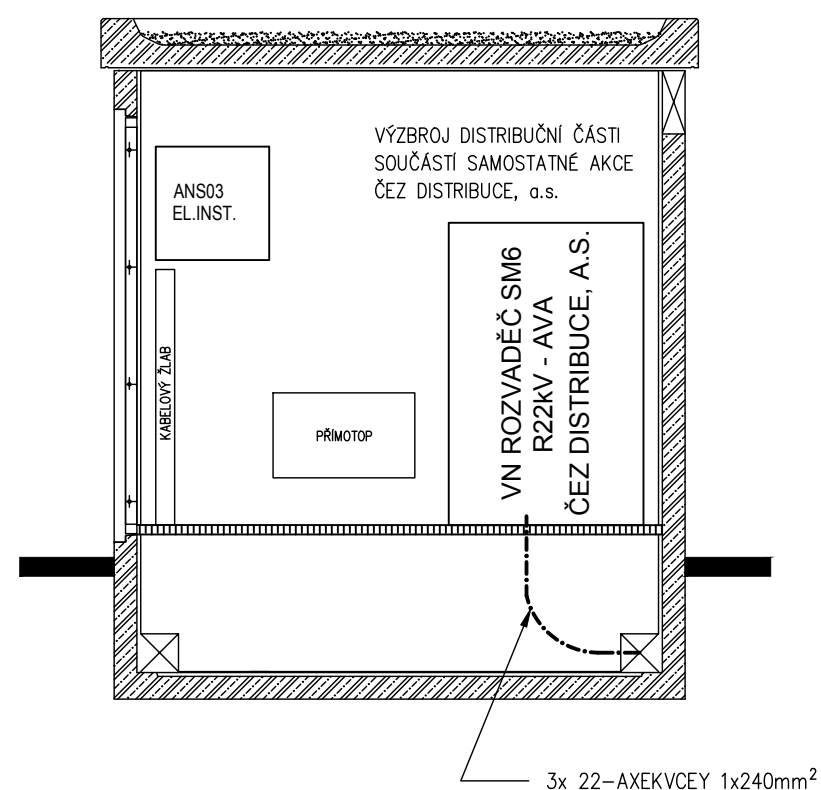 VÝZBROJ DISTRIBUČNÍ ČÁSTI
SOUČÁSTÍ SAMOSTATNÉ AKCE
ČEZ DISTRIBUCE, a.s.
ANS03
EL.INST.
KABELOVÝ ŽLAB
PŘÍMOTOP
VN ROZVADĚČ SM6
R22kV - AVA
ČEZ DISTRIBUCE, A.S.
3x 22-AXEKVCEY 1x240mm²